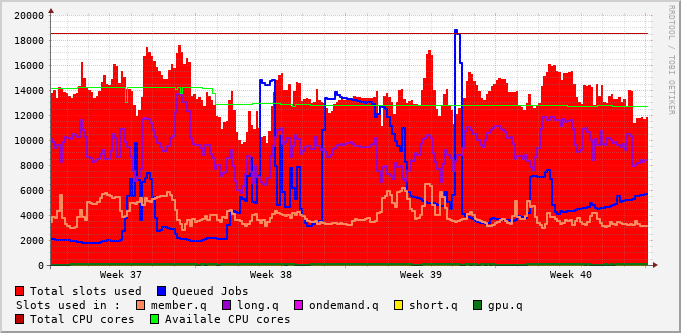 RRDTOOL / TOBI OETIKER
20000
18000
16000
14000
12000
10000
8000
6000
4000
2000
0
Week 37 Week 38 Week 39 Week 40
Total slots used Queued Jobs
Slots used in : member.q long.q ondemand.q short.q gpu.q
Total CPU cores Availale CPU cores